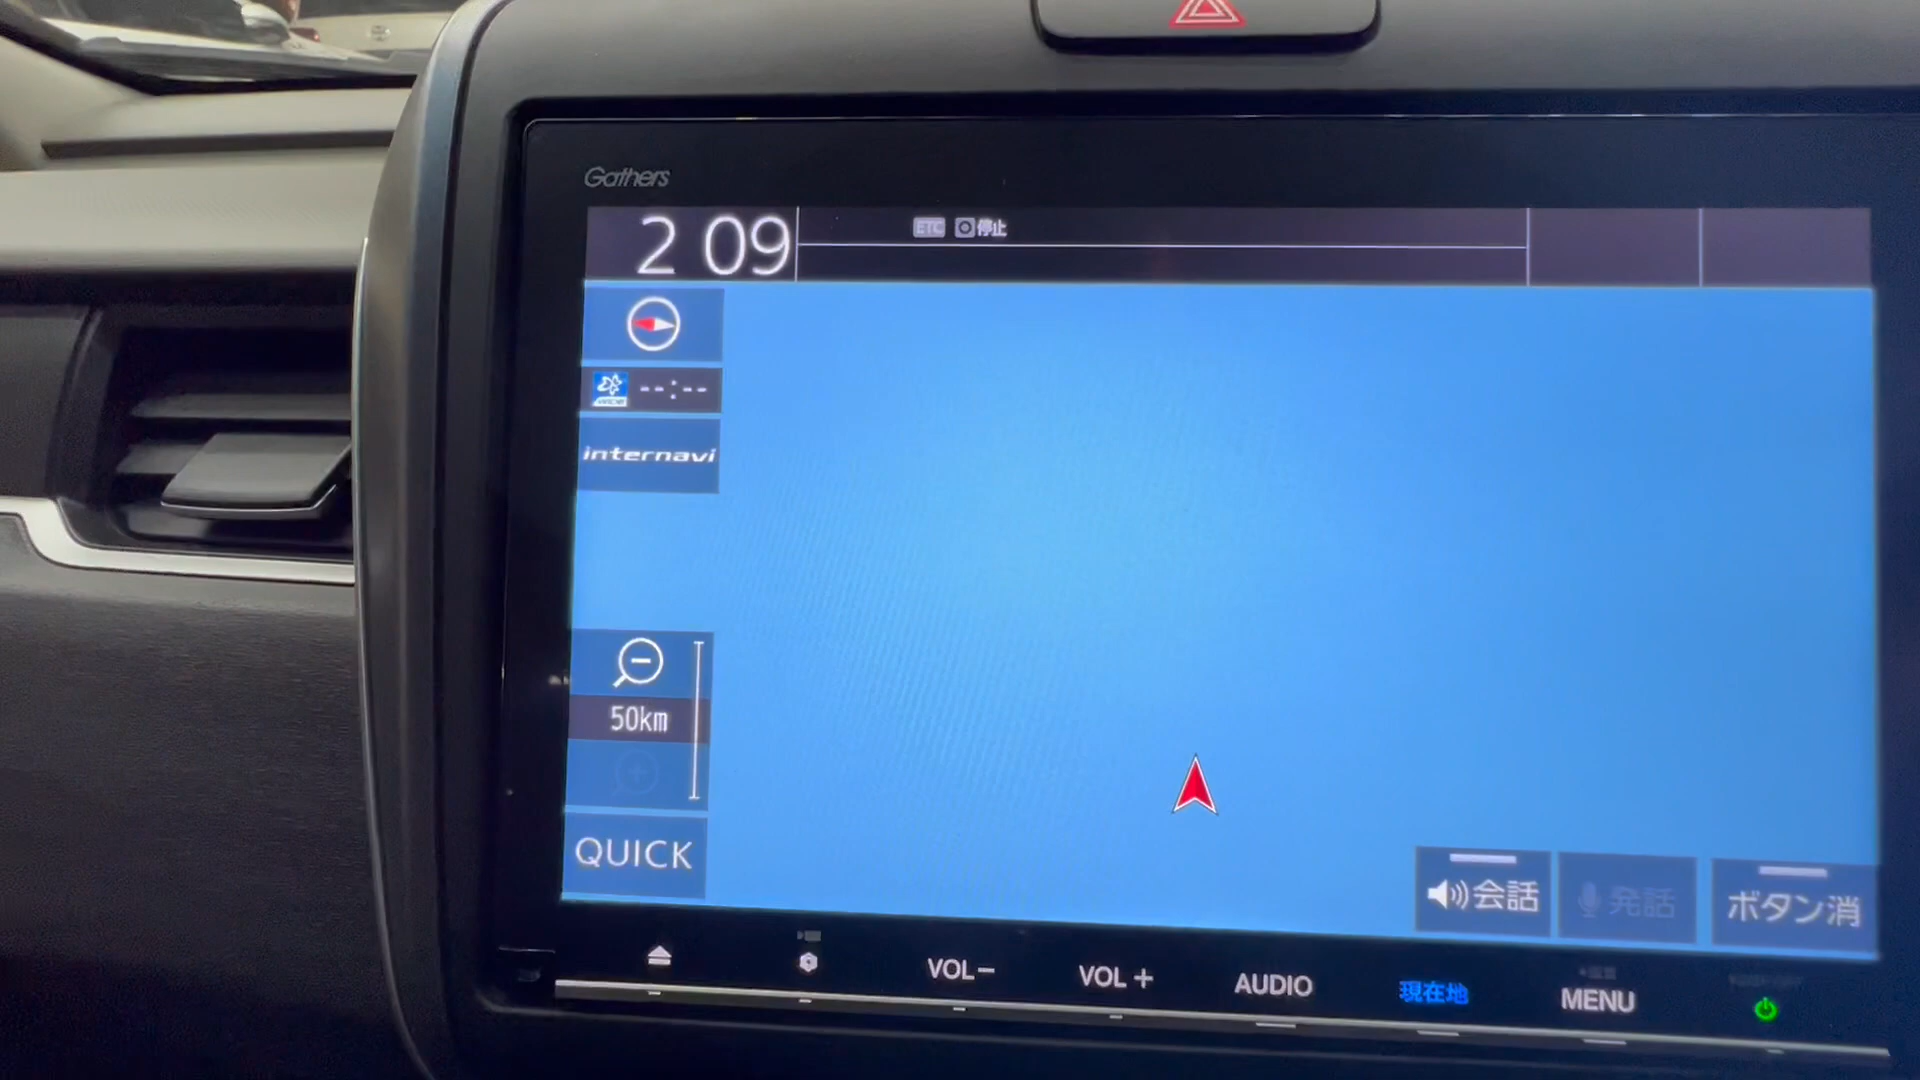 Gathers
2 09
ETC 停止
--:--
internavi
50km
QUICK
会話
発話
ボタン消
VOL−
VOL+
AUDIO
現在地
MENU